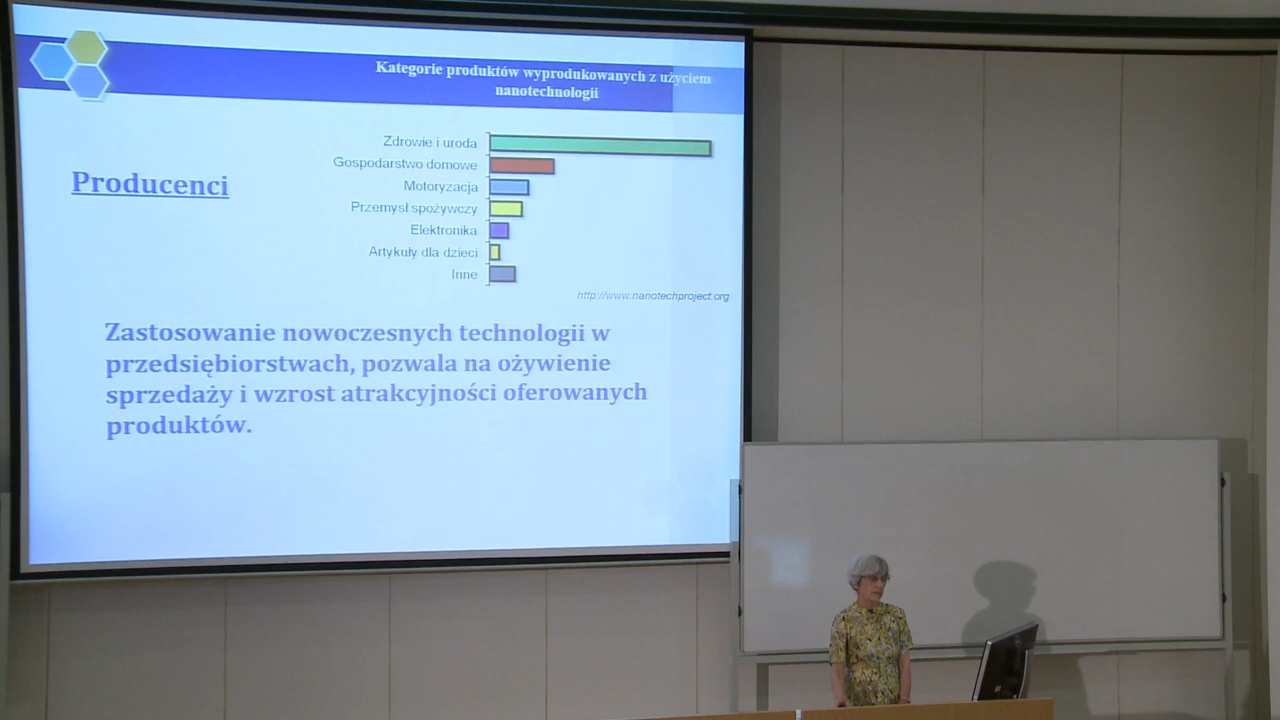 Kategorie produktów wyprodukowanych z użyciem
nanotechnologii
Producenci
Zdrowie i uroda
Gospodarstwo domowe
Motoryzacja
Przemysł spożywczy
Elektronika
Artykuły dla dzieci
Inne
http://www.nanotechproject.org
Zastosowanie nowoczesnych technologii w
przedsiębiorstwach, pozwala na ożywienie
sprzedaży i wzrost atrakcyjności oferowanych
produktów.